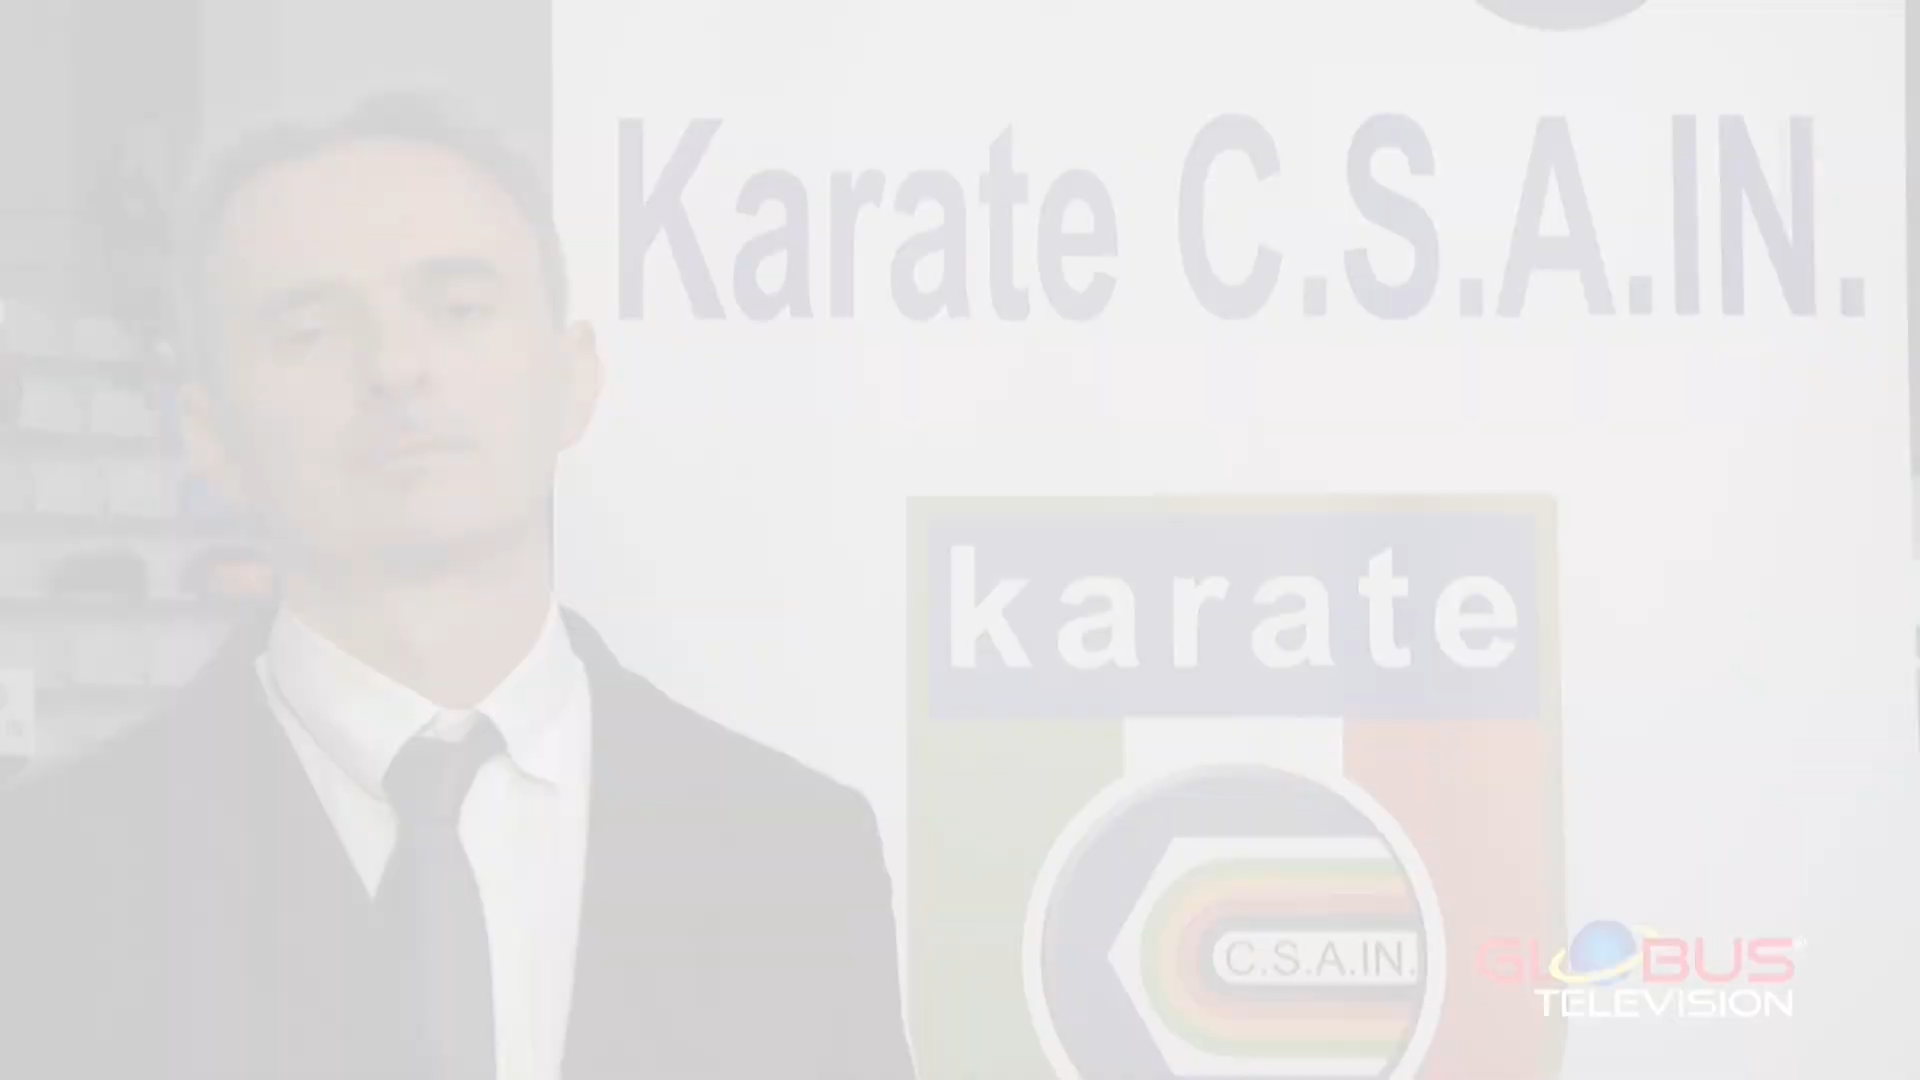 Karate C.S.A.IN.
karate
C.S.A.IN.
GLOBUS
TELEVISION